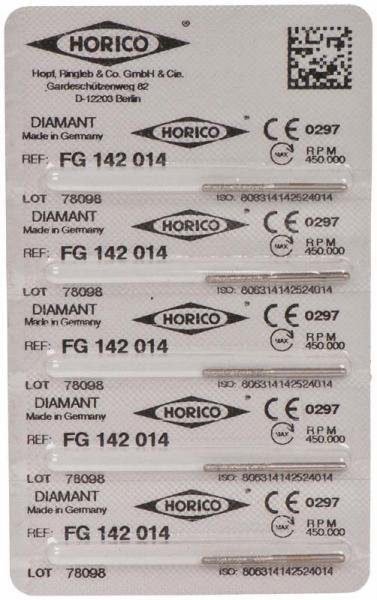 HORICO ®
Hopf, Ringleb & Co. GmbH & Cie.
Gardeschützenweg 82
D-12203 Berlin
DIAMANT HORICO ® CE 0297
Made in Germany MAX RPM
REF: FG 142 014 450.000
LOT 78098 ISO: 806314142524014
DIAMANT HORICO ® CE 0297
Made in Germany MAX RPM
REF: FG 142 014 450.000
LOT 78098 ISO: 806314142524014
DIAMANT HORICO ® CE 0297
Made in Germany MAX RPM
REF: FG 142 014 450.000
LOT 78098 ISO: 806314142524014
DIAMANT HORICO ® CE 0297
Made in Germany MAX RPM
REF: FG 142 014 450.000
LOT 78098 ISO: 806314142524014
DIAMANT HORICO ® CE 0297
Made in Germany MAX RPM
REF: FG 142 014 450.000
LOT 78098 ISO: 806314142524014